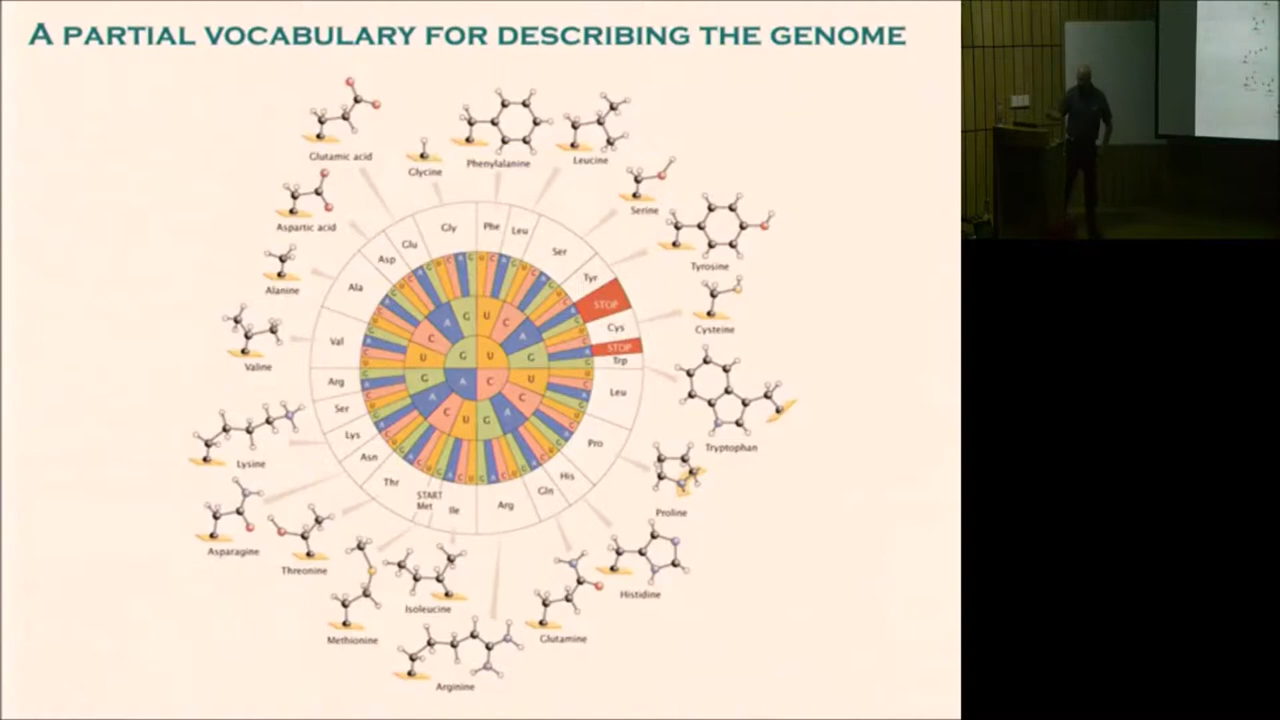 A PARTIAL VOCABULARY FOR DESCRIBING THE GENOME
Glutamic acid
Glycine
Phenylalanine
Leucine
Aspartic acid
Serine
Tyrosine
Alanine
Cysteine
Valine
Tryptophan
Lysine
Proline
Asparagine
Threonine
Histidine
Methionine
Isoleucine
Glutamine
Arginine
Gly
Phe
Leu
Ser
Tyr
STOP
Cys
STOP
Trp
Leu
Pro
His
Gln
Arg
Ile
START
Met
Thr
Asn
Lys
Ser
Arg
Val
Ala
Asp
Glu
G
U
C
A
U
C
A
G
U
C
A
G
U
C
A
G
U
C
A
G